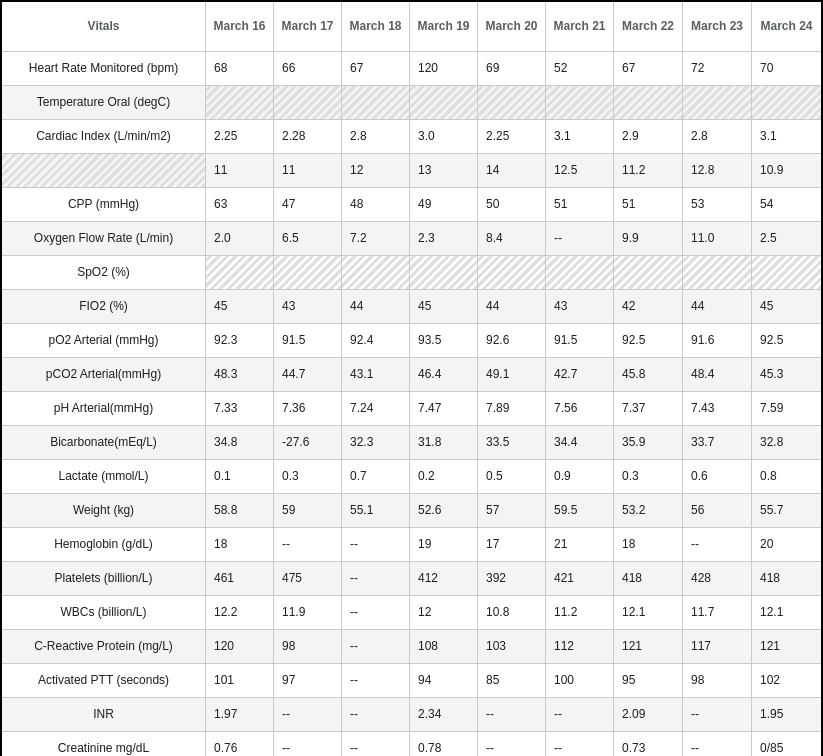 Vitals March 16 March 17 March 18 March 19 March 20 March 21 March 22 March 23 March 24
Heart Rate Monitored (bpm) 68 66 67 120 69 52 67 72 70
Temperature Oral (degC)
Cardiac Index (L/min/m2) 2.25 2.28 2.8 3.0 2.25 3.1 2.9 2.8 3.1
11 11 12 13 14 12.5 11.2 12.8 10.9
CPP (mmHg) 63 47 48 49 50 51 51 53 54
Oxygen Flow Rate (L/min) 2.0 6.5 7.2 2.3 8.4 -- 9.9 11.0 2.5
SpO2 (%)
FIO2 (%) 45 43 44 45 44 43 42 44 45
pO2 Arterial (mmHg) 92.3 91.5 92.4 93.5 92.6 91.5 92.5 91.6 92.5
pCO2 Arterial(mmHg) 48.3 44.7 43.1 46.4 49.1 42.7 45.8 48.4 45.3
pH Arterial(mmHg) 7.33 7.36 7.24 7.47 7.89 7.56 7.37 7.43 7.59
Bicarbonate(mEq/L) 34.8 -27.6 32.3 31.8 33.5 34.4 35.9 33.7 32.8
Lactate (mmol/L) 0.1 0.3 0.7 0.2 0.5 0.9 0.3 0.6 0.8
Weight (kg) 58.8 59 55.1 52.6 57 59.5 53.2 56 55.7
Hemoglobin (g/dL) 18 -- -- 19 17 21 18 -- 20
Platelets (billion/L) 461 475 -- 412 392 421 418 428 418
WBCs (billion/L) 12.2 11.9 -- 12 10.8 11.2 12.1 11.7 12.1
C-Reactive Protein (mg/L) 120 98 -- 108 103 112 121 117 121
Activated PTT (seconds) 101 97 -- 94 85 100 95 98 102
INR 1.97 -- -- 2.34 -- -- 2.09 -- 1.95
Creatinine mg/dL 0.76 -- -- 0.78 -- -- 0.73 -- 0/85